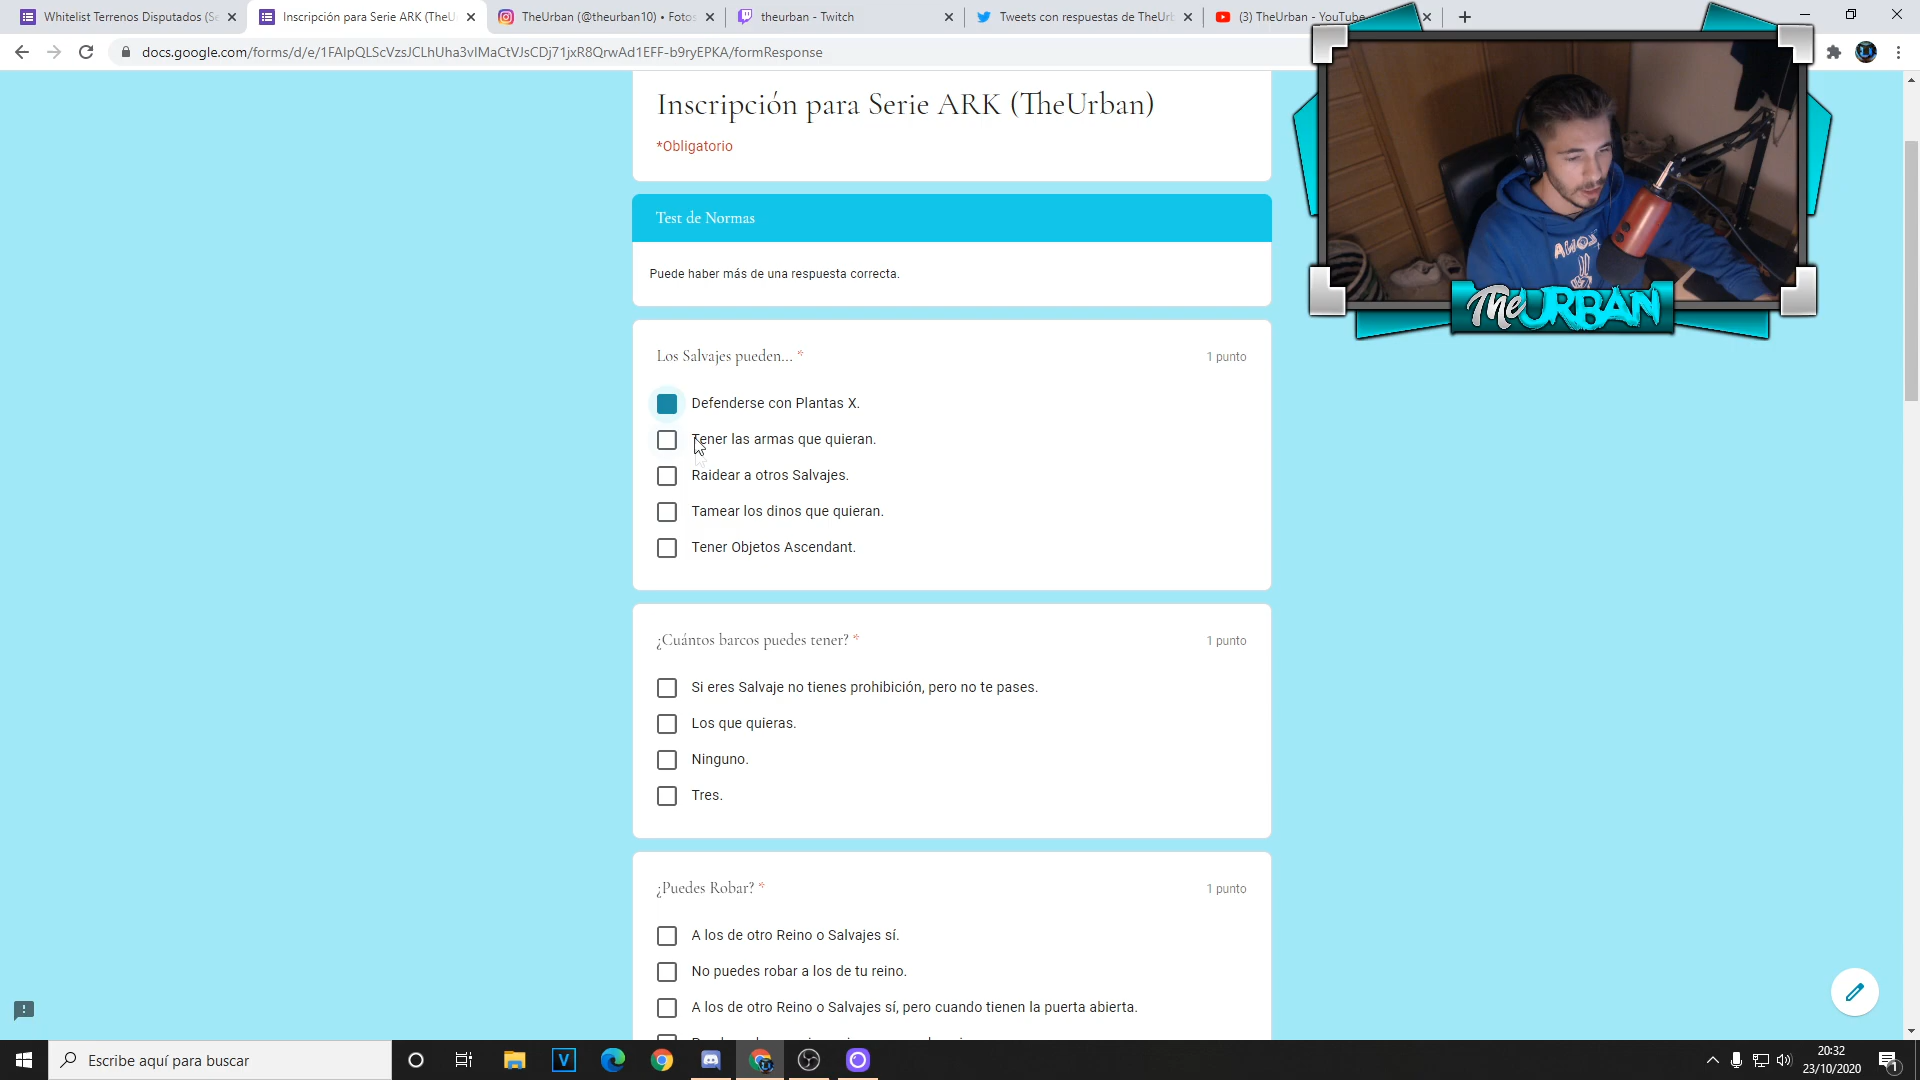 Whitelist Terrenos Disputados (Se
Inscripción para Serie ARK (TheU
TheUrban (@theurban10) • Fotos
theurban - Twitch
Tweets con respuestas de TheUrb
(3) TheUrban - YouTube
docs.google.com/forms/d/e/1FAIpQLScVzsJCLhUha3vIMaCtVJsCDj71jxR8QrwAd1EFF-b9ryEPKA/formResponse
Inscripción para Serie ARK (TheUrban)
*Obligatorio
AHOY
TheURBAN
Test de Normas
Puede haber más de una respuesta correcta.
Los Salvajes pueden... *
1 punto
Defenderse con Plantas X.
Tener las armas que quieran.
Raidear a otros Salvajes.
Tamear los dinos que quieran.
Tener Objetos Ascendant.
¿Cuántos barcos puedes tener? *
1 punto
Si eres Salvaje no tienes prohibición, pero no te pases.
Los que quieras.
Ninguno.
Tres.
¿Puedes Robar? *
1 punto
A los de otro Reino o Salvajes sí.
No puedes robar a los de tu reino.
A los de otro Reino o Salvajes sí, pero cuando tienen la puerta abierta.
Escribe aquí para buscar
20:32
23/10/2020
1